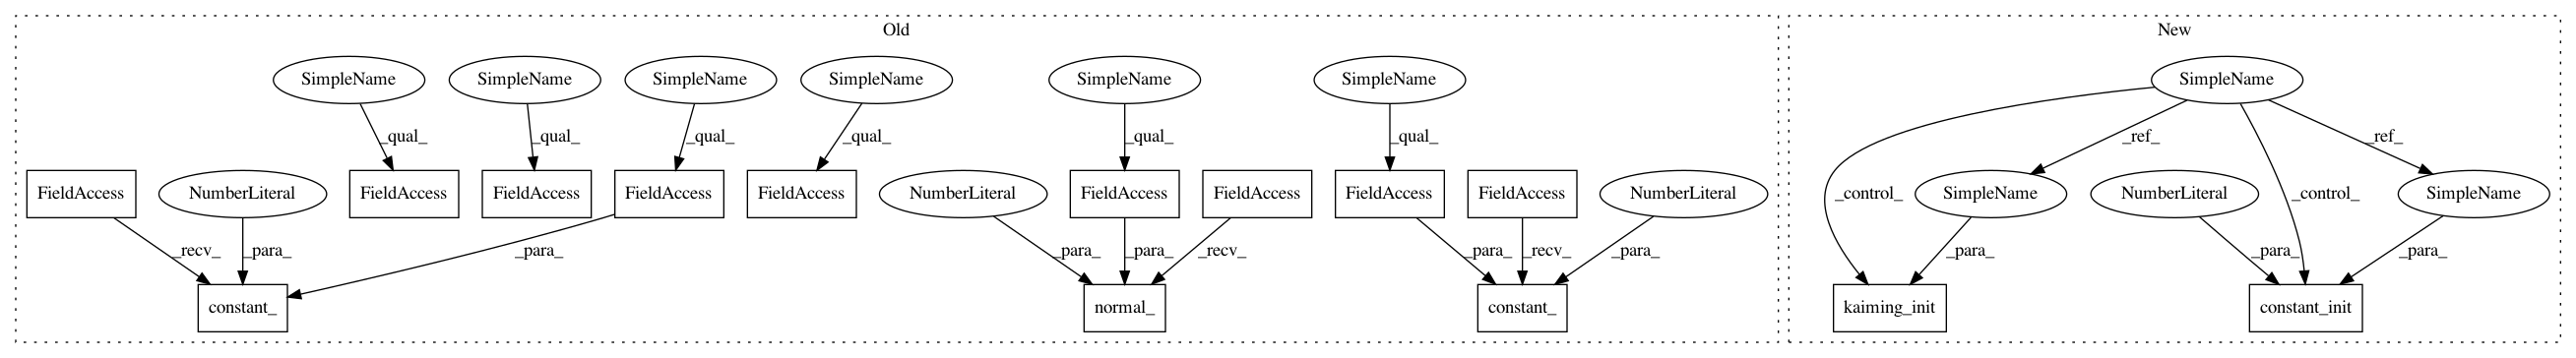 Old
New
SimpleName SimpleName SimpleName SimpleName SimpleName SimpleName SimpleName
_qual_ _qual_ _qual_ _qual_ _qual_ _qual_ _ref_ _ref_
FieldAccess NumberLiteral FieldAccess FieldAccess FieldAccess FieldAccess NumberLiteral FieldAccess FieldAccess FieldAccess FieldAccess NumberLiteral _control_ SimpleName NumberLiteral _control_ SimpleName
_recv_ _para_ _para_ _para_ _para_ _recv_ _para_ _recv_ _para_ _para_ _para_ _para_
constant_ normal_ constant_ kaiming_init constant_init